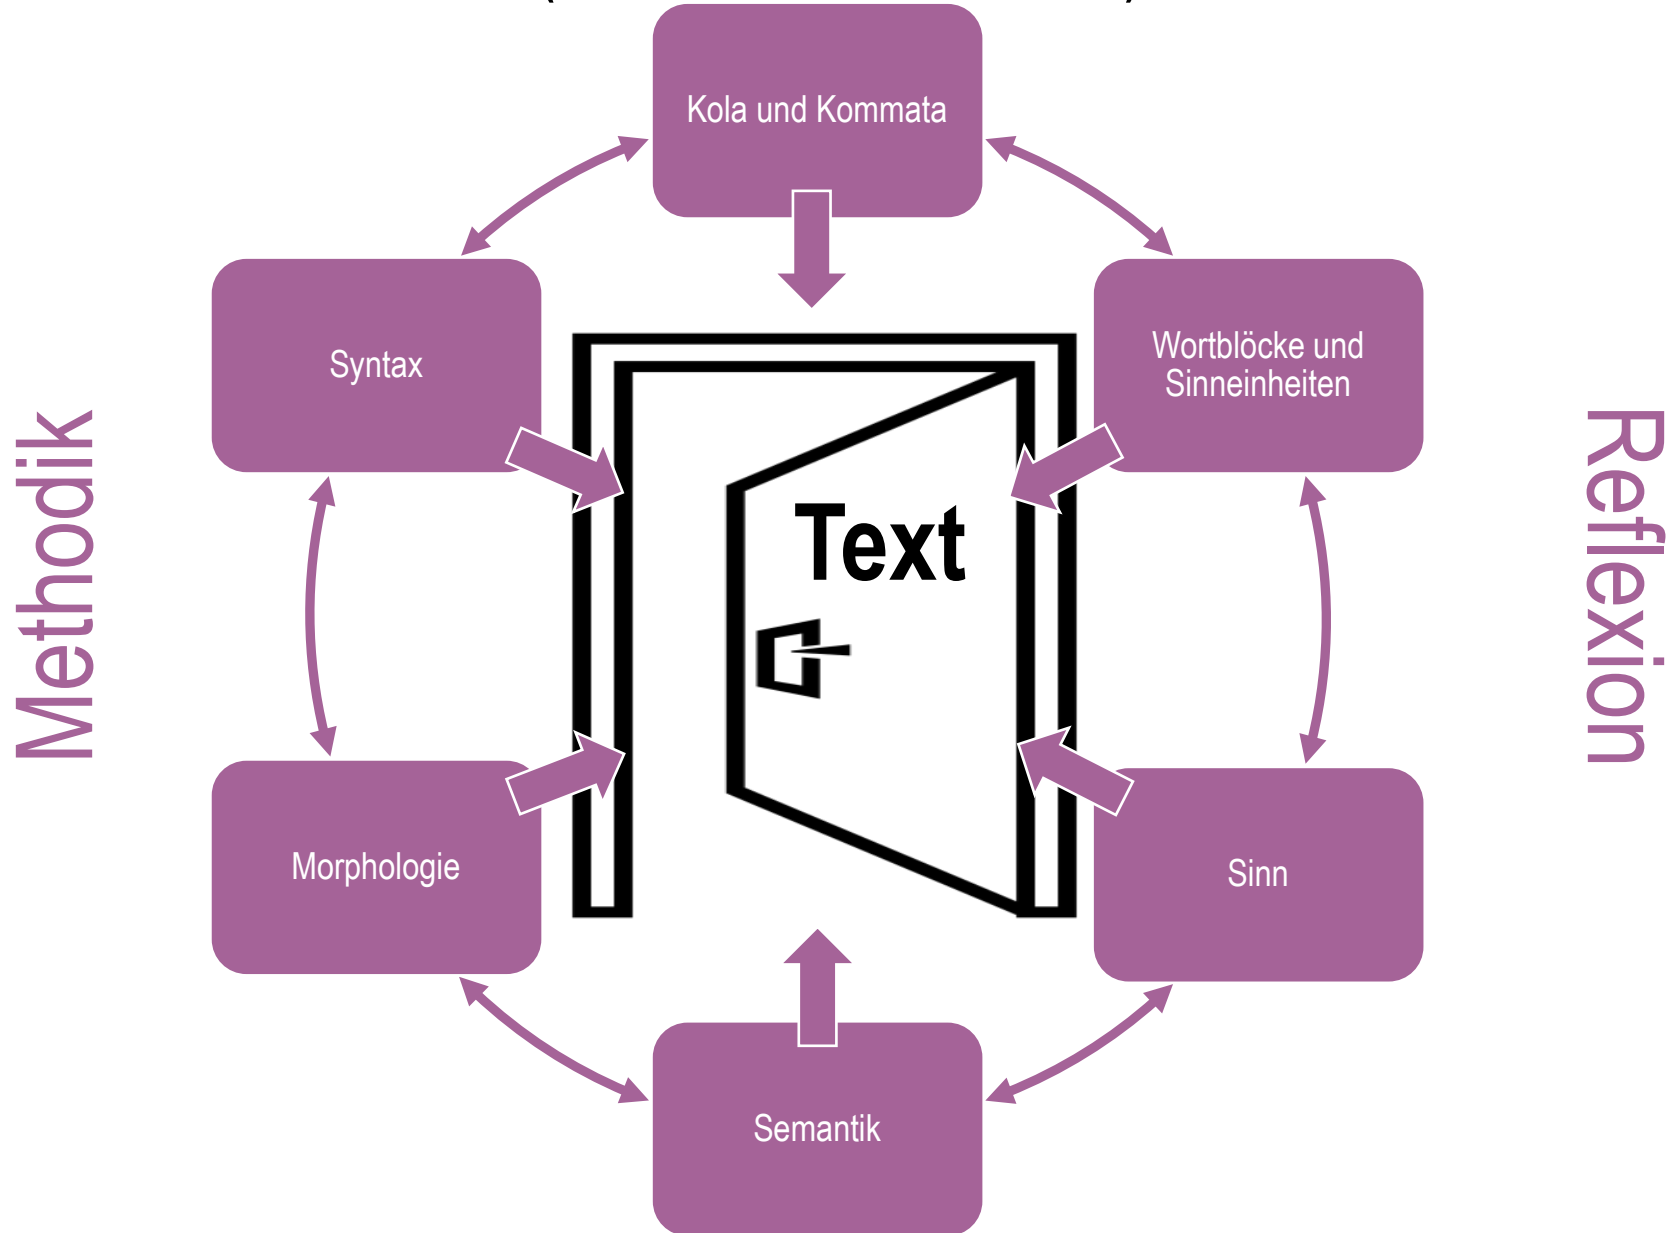 Kola und Kommata
Syntax
Wortblöcke und
Sinneinheiten
Methodik
Text
Reflexion
Morphologie
Sinn
Semantik